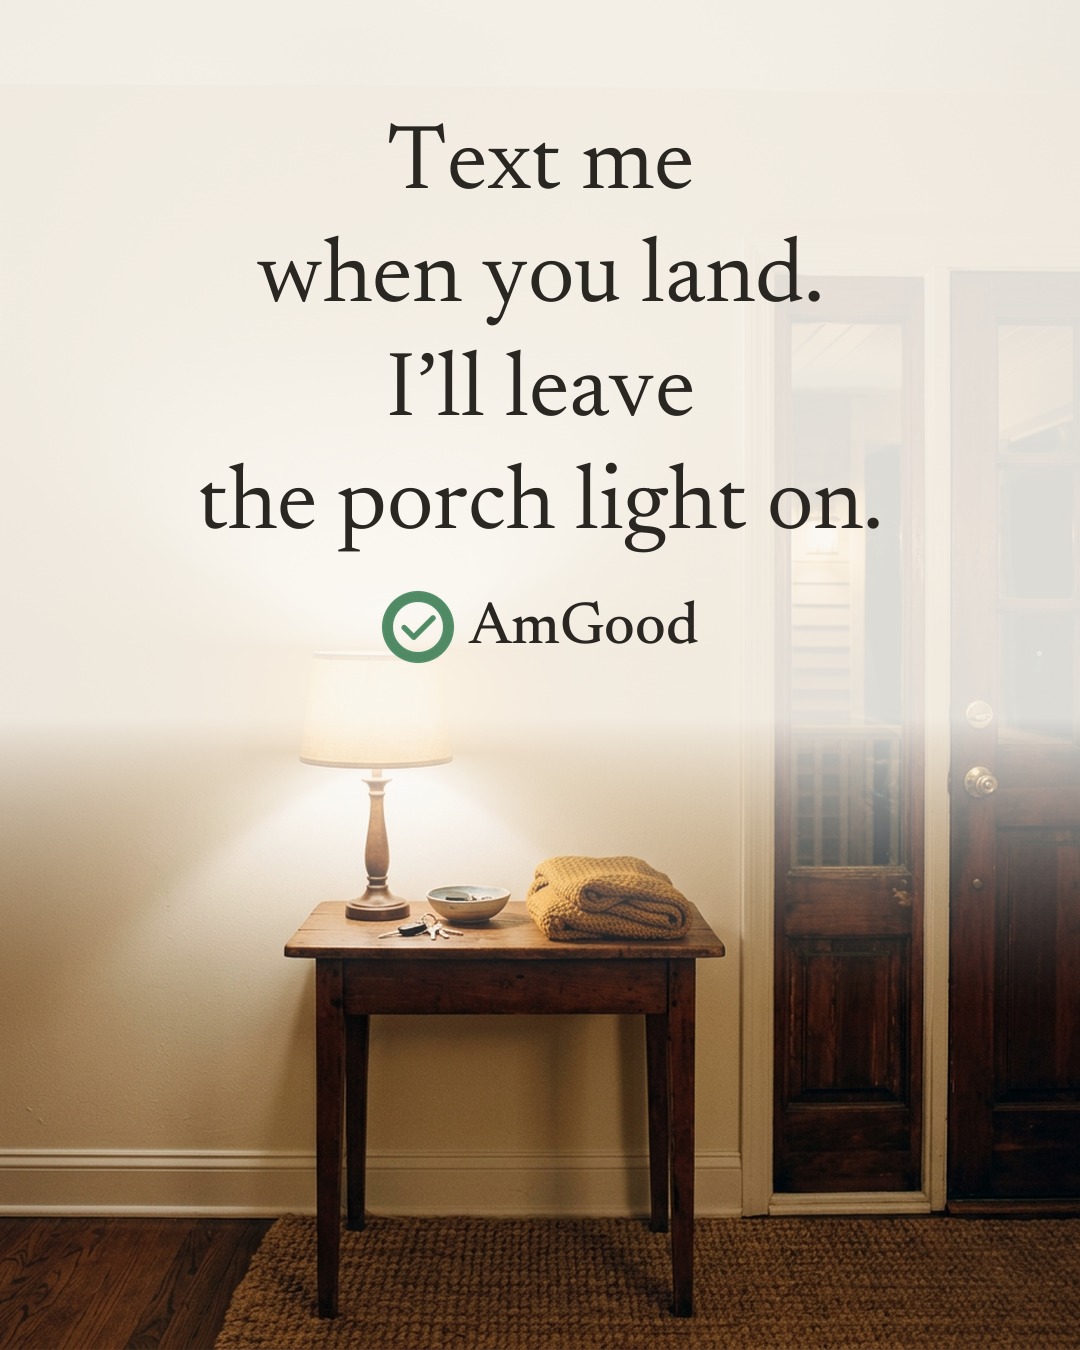 Text me
when you land.
I’ll leave
the porch light on.
AmGood